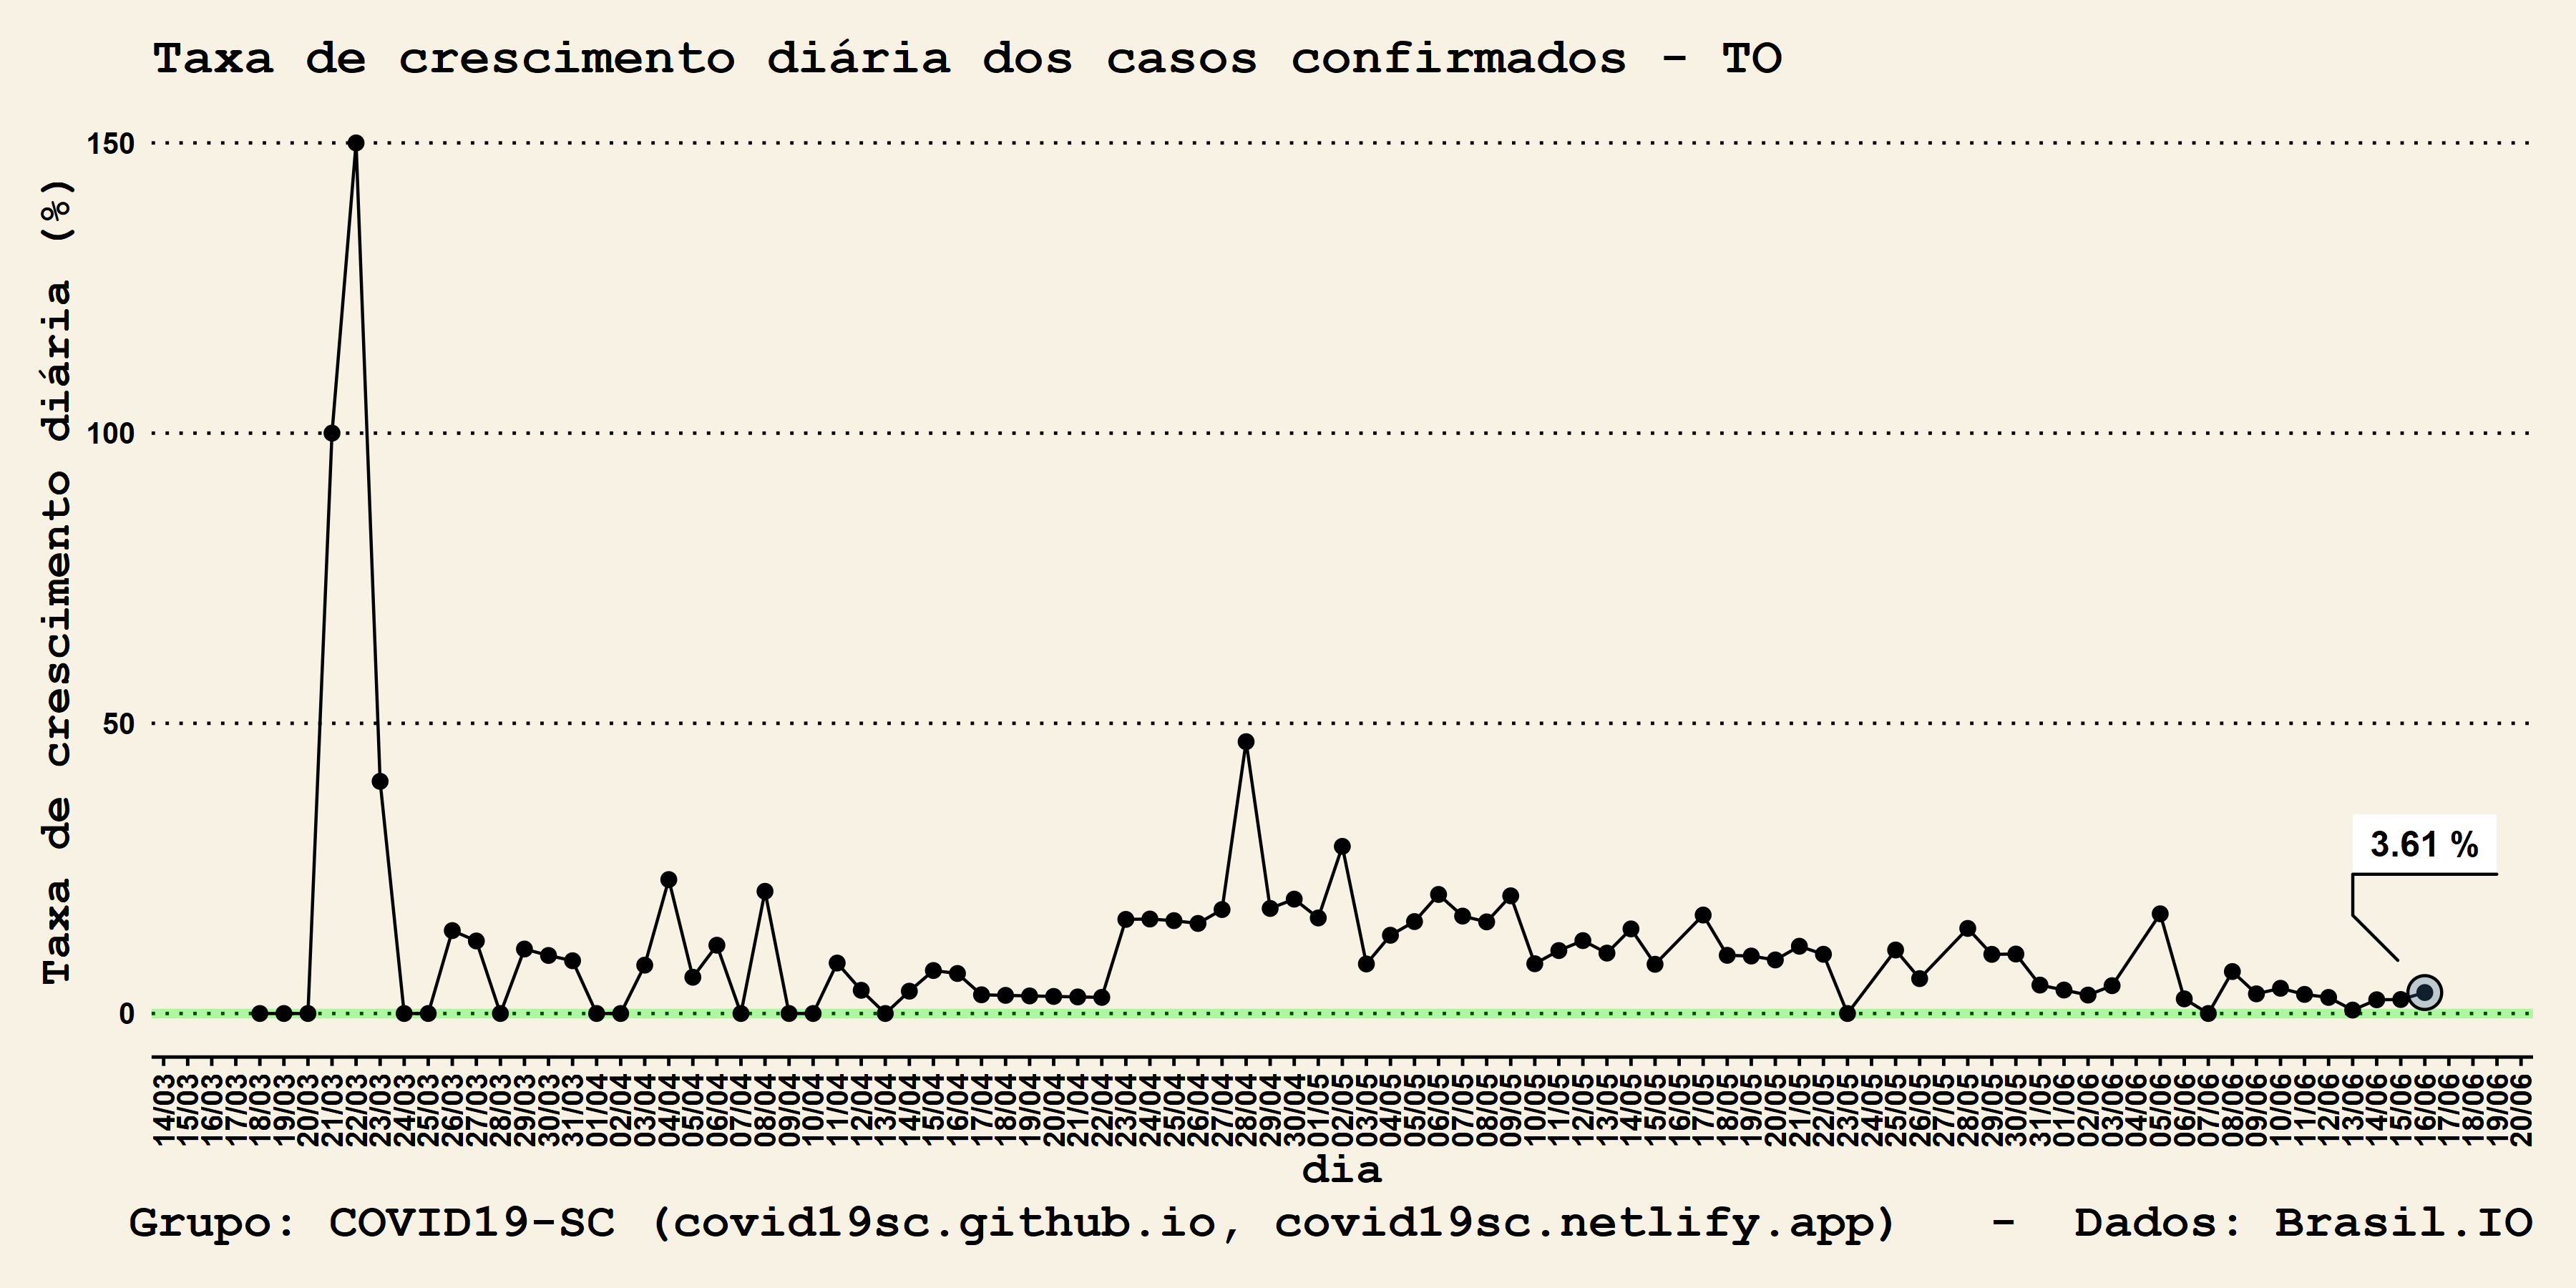 Taxa de crescimento diária dos casos confirmados - TO
Taxa de crescimento diária (%)
150
100
50
0
3.61 %
14/03 15/03 16/03 17/03 18/03 19/03 20/03 21/03 22/03 23/03 24/03 25/03 26/03 27/03 28/03 29/03 30/03 31/03 01/04 02/04 03/04 04/04 05/04 06/04 07/04 08/04 09/04 10/04 11/04 12/04 13/04 14/04 15/04 16/04 17/04 18/04 19/04 20/04 21/04 22/04 23/04 24/04 25/04 26/04 27/04 28/04 29/04 30/04 01/05 02/05 03/05 04/05 05/05 06/05 07/05 08/05 09/05 10/05 11/05 12/05 13/05 14/05 15/05 16/05 17/05 18/05 19/05 20/05 21/05 22/05 23/05 24/05 25/05 26/05 27/05 28/05 29/05 30/05 31/05 01/06 02/06 03/06 04/06 05/06 06/06 07/06 08/06 09/06 10/06 11/06 12/06 13/06 14/06 15/06 16/06 17/06 18/06 19/06 20/06
dia
Grupo: COVID19-SC (covid19sc.github.io, covid19sc.netlify.app) - Dados: Brasil.IO